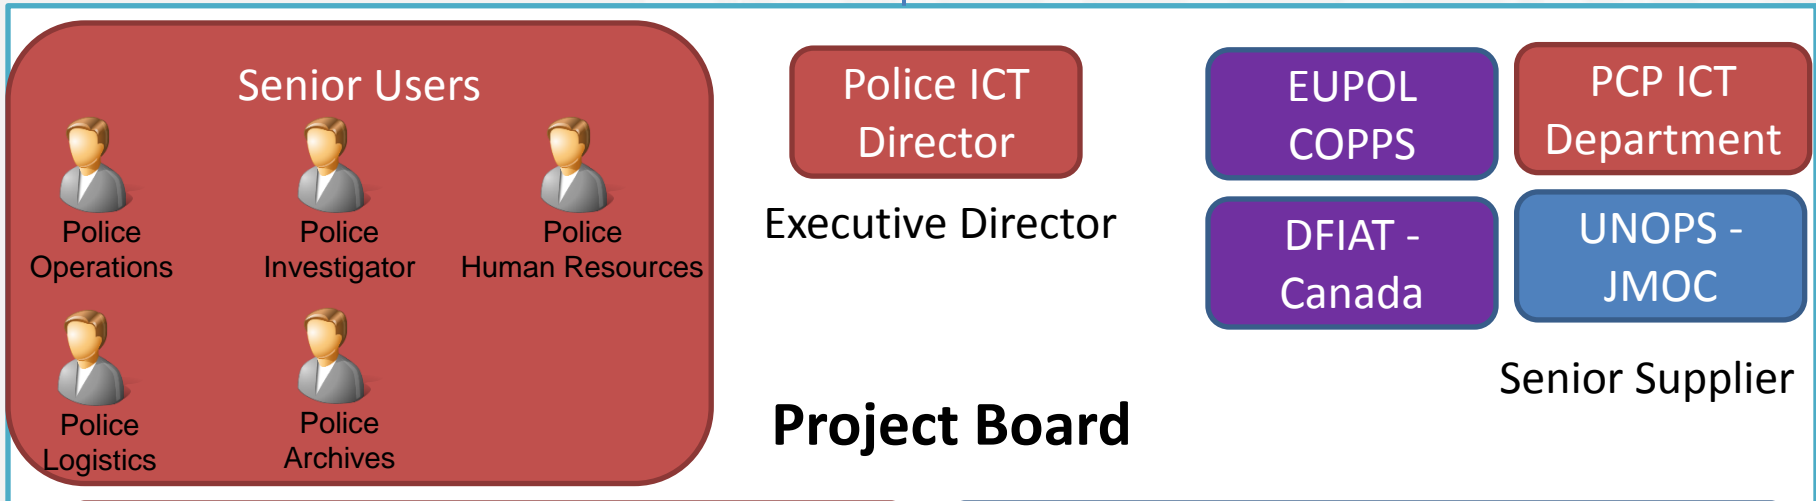 Senior Users
Police
Operations
Police
Investigator
Police
Human Resources
Police
Logistics
Police
Archives
Police ICT
Director
Executive Director
Project Board
EUPOL
COPPS
PCP ICT
Department
DFIAT -
Canada
UNOPS -
JMOC
Senior Supplier